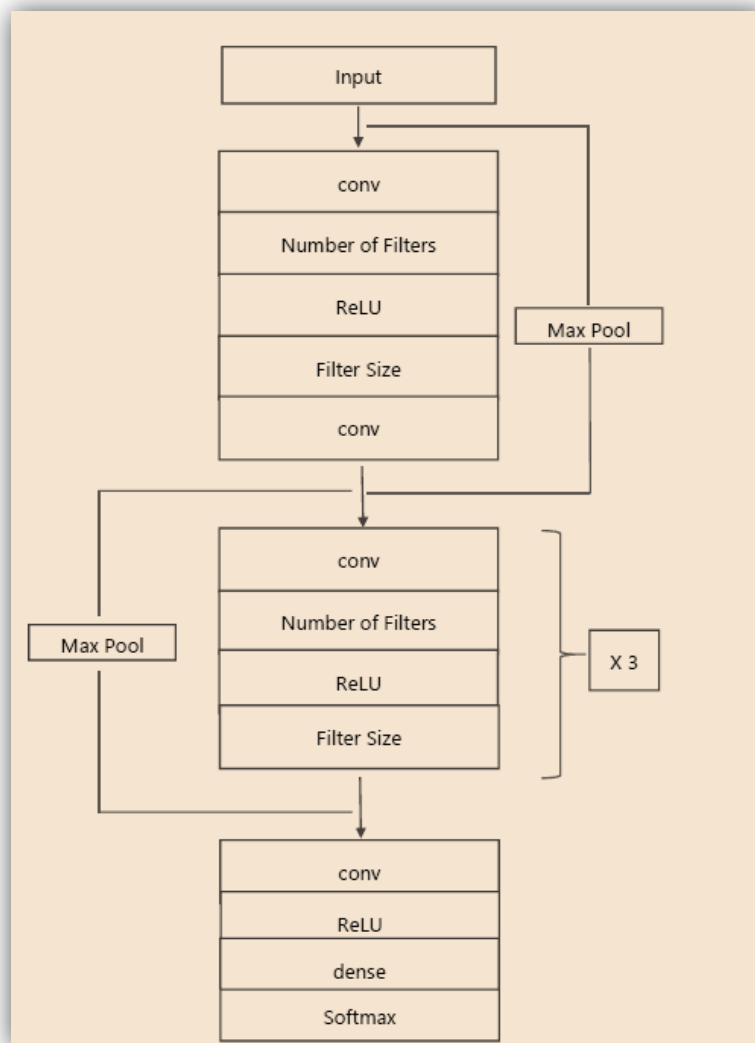 Input
conv
Number of Filters
ReLU
Max Pool
Filter Size
conv
conv
Number of Filters
Max Pool
ReLU
X 3
Filter Size
conv
ReLU
dense
Softmax